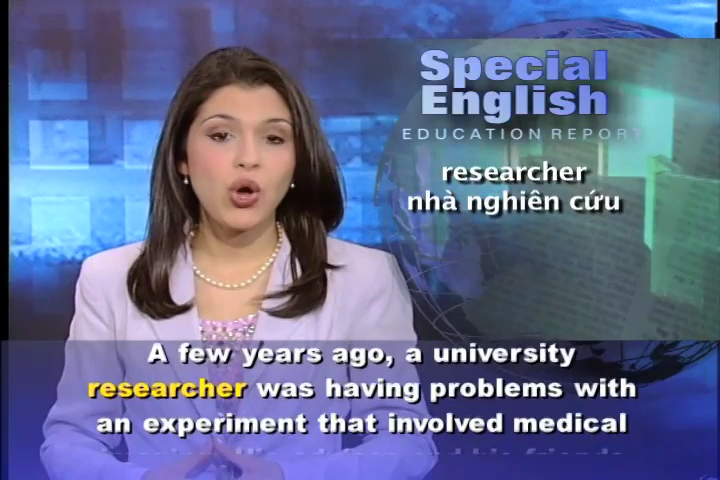 Special
English
EDUCATION REPORT
researcher
nhà nghiên cứu
A few years ago, a university
researcher was having problems with
an experiment that involved medical